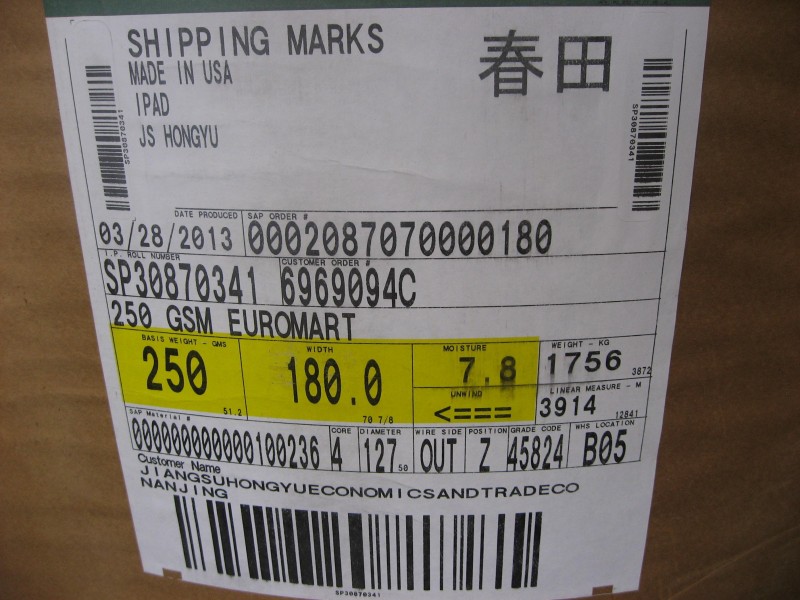 SHIPPING MARKS
春田
MADE IN USA
IPAD
JS HONGYU
SP30870341
SP30870341
DATE PRODUCED SAP ORDER #
03/28/2013 0002087070000180
I.P. ROLL NUMBER CUSTOMER ORDER #
SP30870341 6969094C
250 GSM EUROMART
BASIS WEIGHT - GMS WIDTH MOISTURE WEIGHT - KG
250 180.0 7.8 1756 3872
UNWIND LINEAR MEASURE - M
51.2 70 7/8 <=== 3914 12841
SAP Material # CORE DIAMETER WIRE SIDE POSITION GRADE CODE WHS LOCATION
000000000000100236 4 127 50 OUT Z 45824 B05
Customer Name
JIANGSUHONGYUECONOMICSANDTRADECO
NANJING
SP30870341